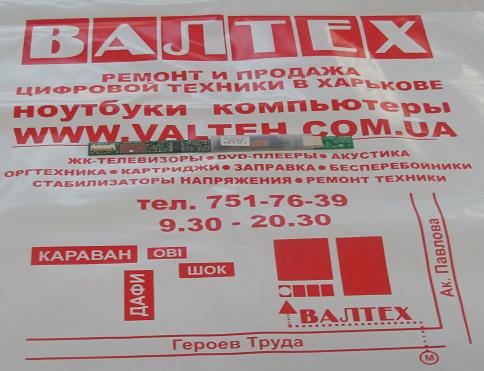 ВАЛТЕХ
РЕМОНТ И ПРОДАЖА
ЦИФРОВОЙ ТЕХНИКИ В ХАРЬКОВЕ
ноутбуки компьютеры
WWW.VALTEH.COM.UA
ЖК-ТЕЛЕВИЗОРЫ • DVD-ПЛЕЕРЫ • АКУСТИКА
ОРГТЕХНИКА • КАРТРИДЖИ • ЗАПРАВКА • БЕСПЕРЕБОЙНИКИ
СТАБИЛИЗАТОРЫ НАПРЯЖЕНИЯ • РЕМОНТ ТЕХНИКИ
тел. 751-76-39
9.30 - 20.30
КАРАВАН
OBI
ШОК
ДАФИ
ВАЛТЕХ
Ак. Павлова
Героев Труда
М